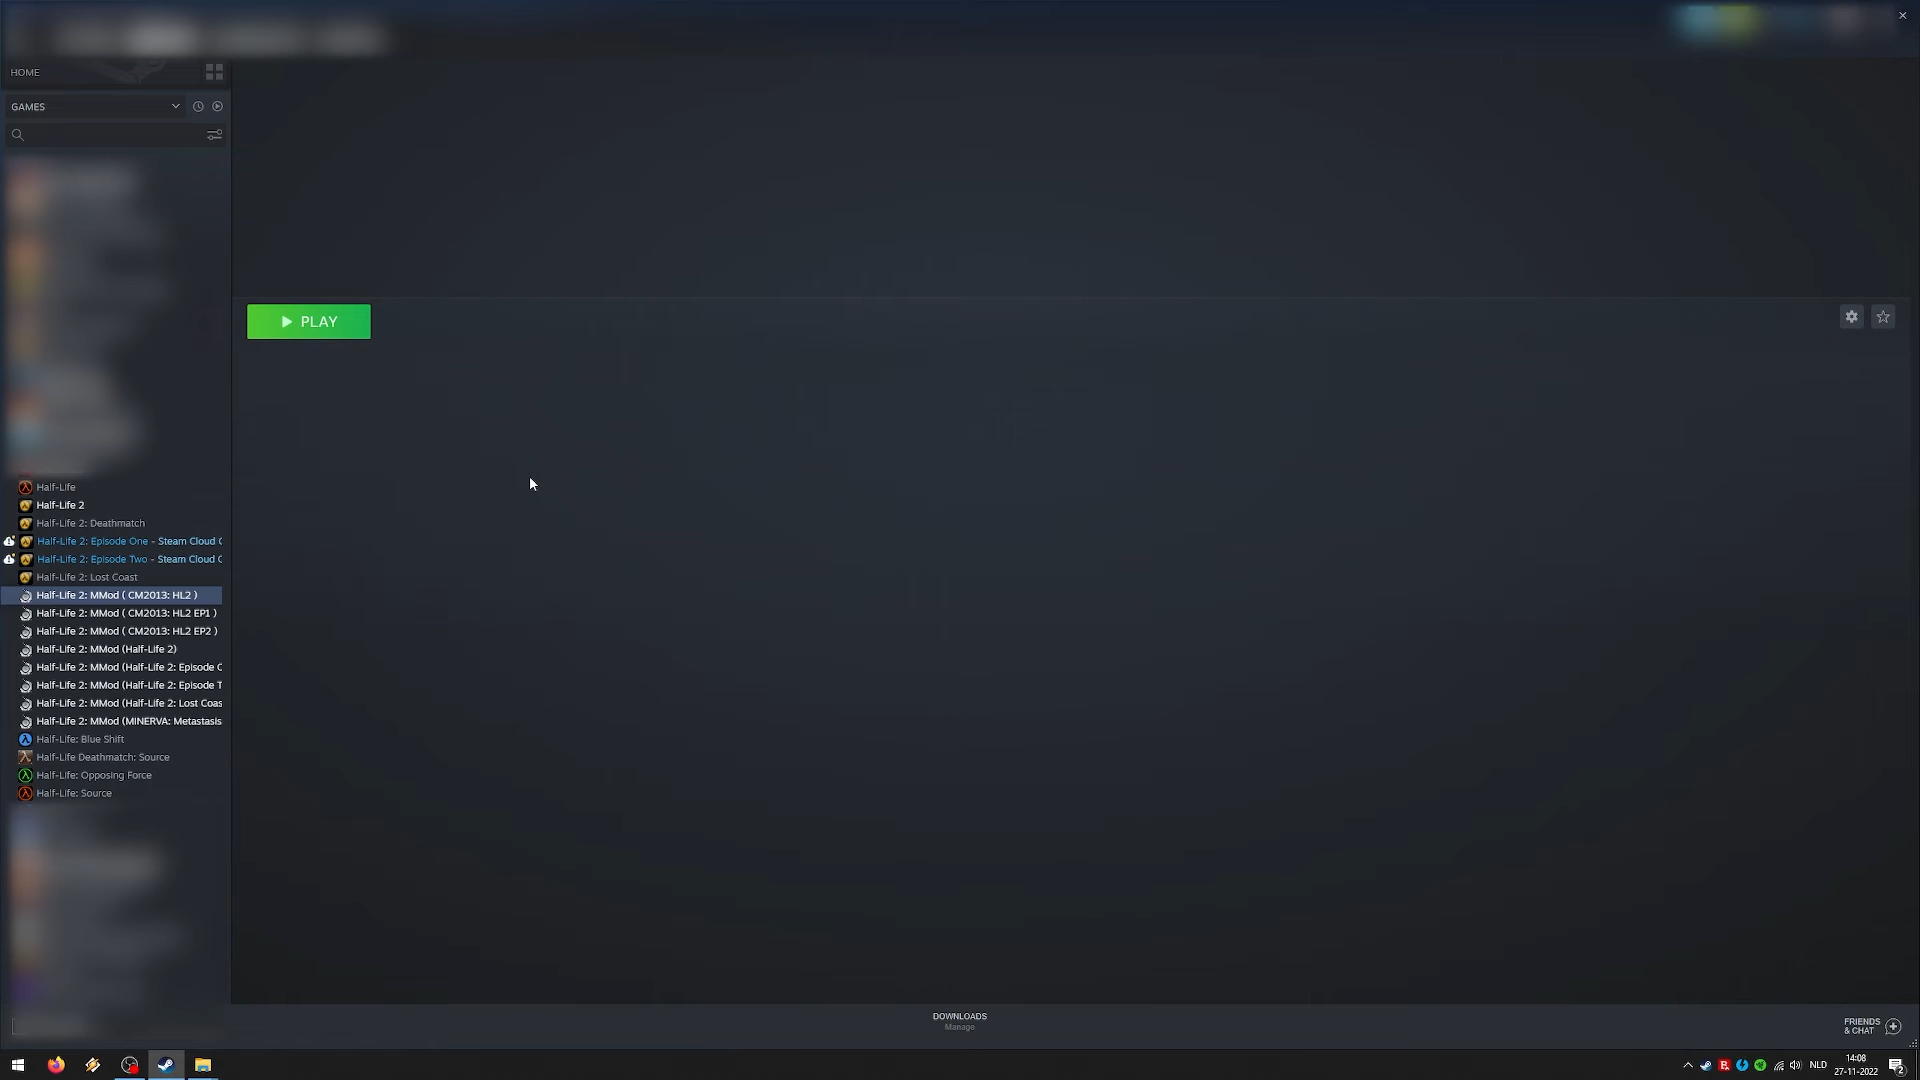 HOME
GAMES
PLAY
Half-Life
Half-Life 2
Half-Life 2: Deathmatch
Half-Life 2: Episode One - Steam Cloud
Half-Life 2: Episode Two - Steam Cloud
Half-Life 2: Lost Coast
Half-Life 2: MMod ( CM2013: HL2 )
Half-Life 2: MMod ( CM2013: HL2 EP1 )
Half-Life 2: MMod ( CM2013: HL2 EP2 )
Half-Life 2: MMod (Half-Life 2)
Half-Life 2: MMod (Half-Life 2: Episode
Half-Life 2: MMod (Half-Life 2: Episode T
Half-Life 2: MMod (Half-Life 2: Lost Coas
Half-Life 2: MMod (MINERVA: Metastasis
Half-Life: Blue Shift
Half-Life Deathmatch: Source
Half-Life: Opposing Force
Half-Life: Source
DOWNLOADS
Manage
FRIENDS
& CHAT
NLD
14:08
27-11-2022
2